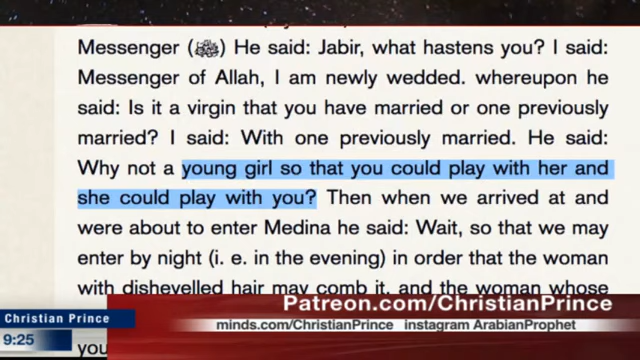 Messenger (ﷺ) He said: Jabir, what hastens you? I said:
Messenger of Allah, I am newly wedded. whereupon he
said: Is it a virgin that you have married or one previously
married? I said: With one previously married. He said:
Why not a young girl so that you could play with her and
she could play with you? Then when we arrived at and
were about to enter Medina he said: Wait, so that we may
enter by night (i. e. in the evening) in order that the woman
with dishevelled hair may comb it, and the woman whose
you
Patreon.com/ChristianPrince
Christian Prince
minds.com/ChristianPrince instagram ArabianProphet
9:25